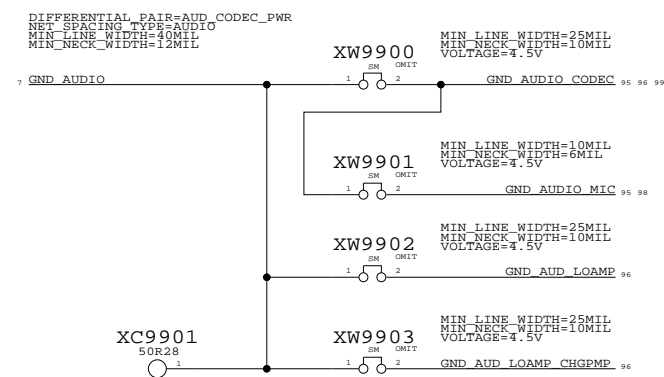 DIFFERENTIAL_PAIR=AUD_CODEC_PWR
NET_SPACING_TYPE=AUDIO
MIN_LINE_WIDTH=40MIL
MIN_NECK_WIDTH=12MIL
7 GND_AUDIO
XW9900
SM OMIT
1 2
MIN_LINE_WIDTH=25MIL
MIN_NECK_WIDTH=10MIL
VOLTAGE=4.5V
GND_AUDIO_CODEC 95 96 99
XW9901
SM OMIT
1 2
MIN_LINE_WIDTH=10MIL
MIN_NECK_WIDTH=6MIL
VOLTAGE=4.5V
GND_AUDIO_MIC 95 98
XW9902
SM OMIT
1 2
MIN_LINE_WIDTH=25MIL
MIN_NECK_WIDTH=10MIL
VOLTAGE=4.5V
GND_AUD_LOAMP 96
XC9901
50R28
1
XW9903
SM OMIT
1 2
MIN_LINE_WIDTH=25MIL
MIN_NECK_WIDTH=10MIL
VOLTAGE=4.5V
GND_AUD_LOAMP_CHGPMP 96